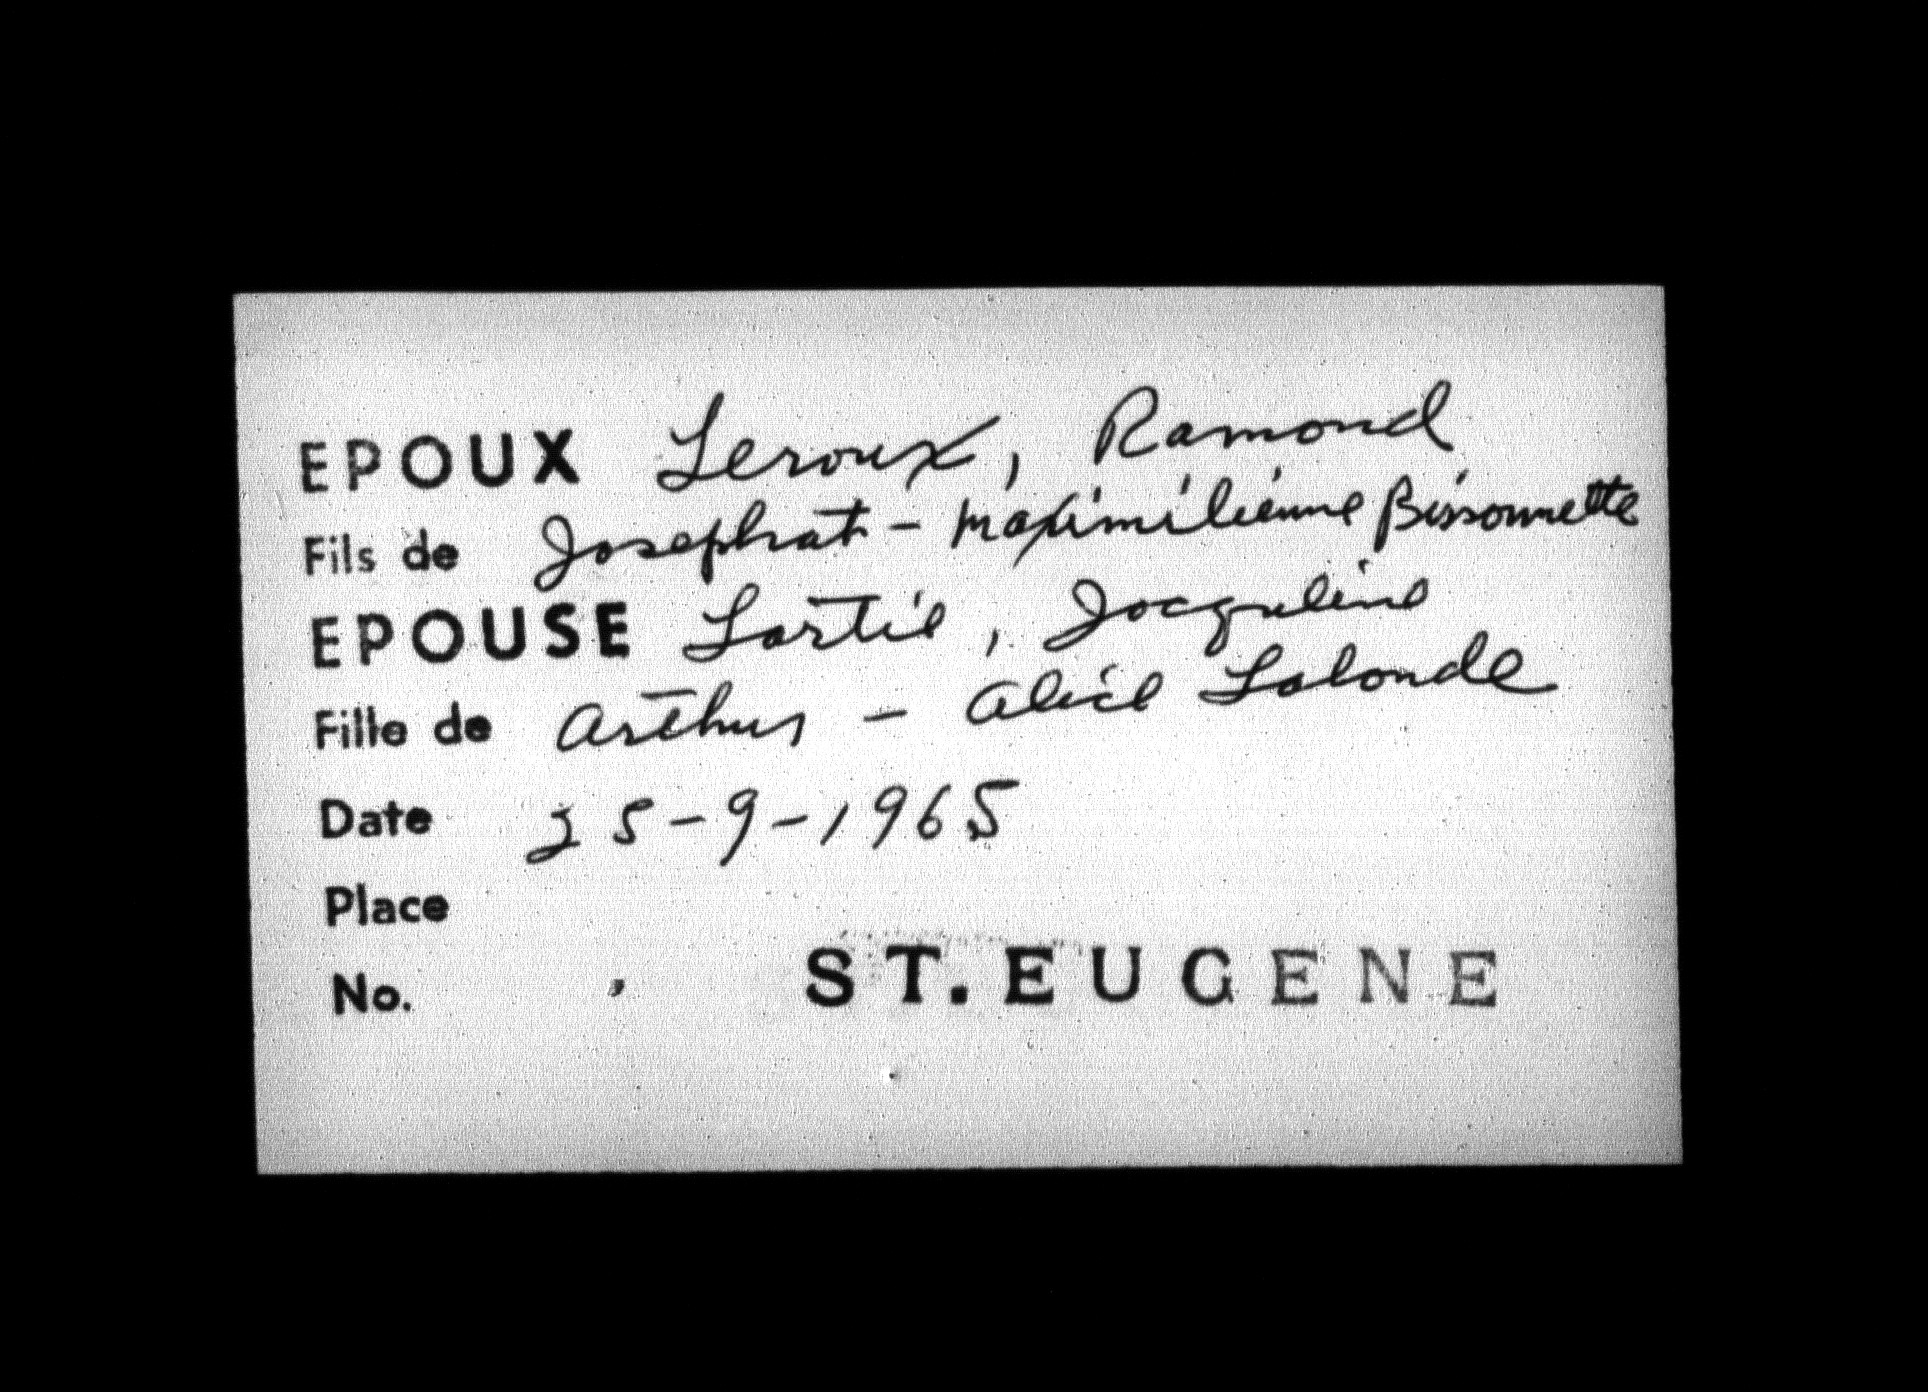 EPOUX Leroux, Ramond
Fils de Josephat - Maximilienne Bissonnette
EPOUSE Lortie, Jacqueline
Fille de Arthur - Alice Lalonde
Date 25-9-1965
Place
No. ST. EUGENE